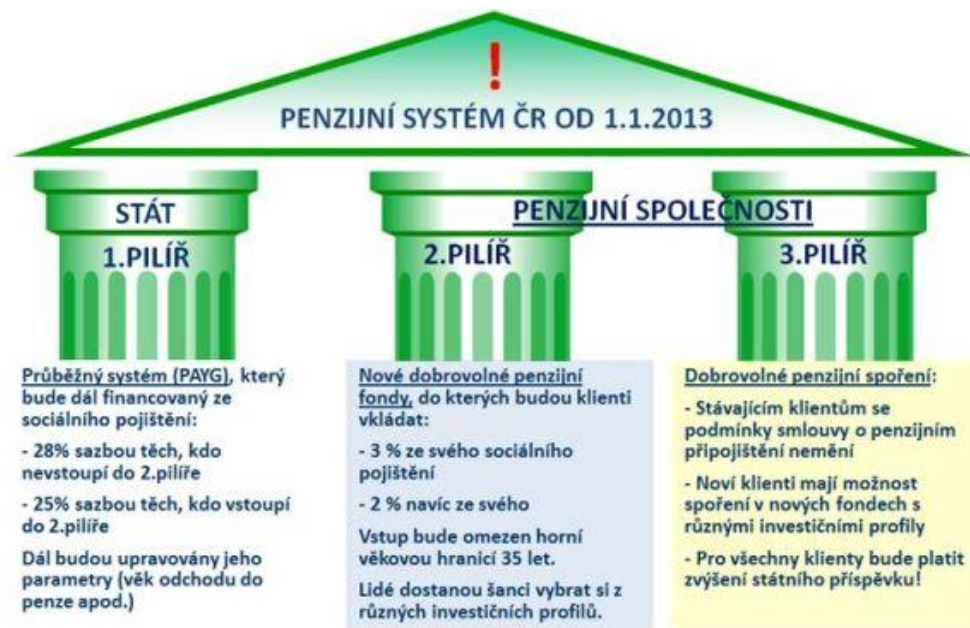 !
PENZIJNÍ SYSTÉM ČR OD 1.1.2013
STÁT
1.PILÍŘ
PENZIJNÍ SPOLEČNOSTI
2.PILÍŘ
3.PILÍŘ
Průběžný systém (PAYG), který
bude dál financovaný ze
sociálního pojištění:
- 28% sazbou těch, kdo
nevstoupí do 2.pilíře
- 25% sazbou těch, kdo vstoupí
do 2.pilíře
Dál budou upravovány jeho
parametry (věk odchodu do
penze apod.)
Nové dobrovolné penzijní
fondy, do kterých budou klienti
vkládat:
- 3 % ze svého sociálního
pojištění
- 2 % navíc ze svého
Vstup bude omezen horní
věkovou hranicí 35 let.
Lidé dostanou šanci vybrat si z
různých investičních profilů.
Dobrovolné penzijní spoření:
- Stávajícím klientům se
podmínky smlouvy o penzijním
připojištění nemění
- Noví klienti mají možnost
spoření v nových fondech s
různými investičními profily
- Pro všechny klienty bude platit
zvýšení státního příspěvku!